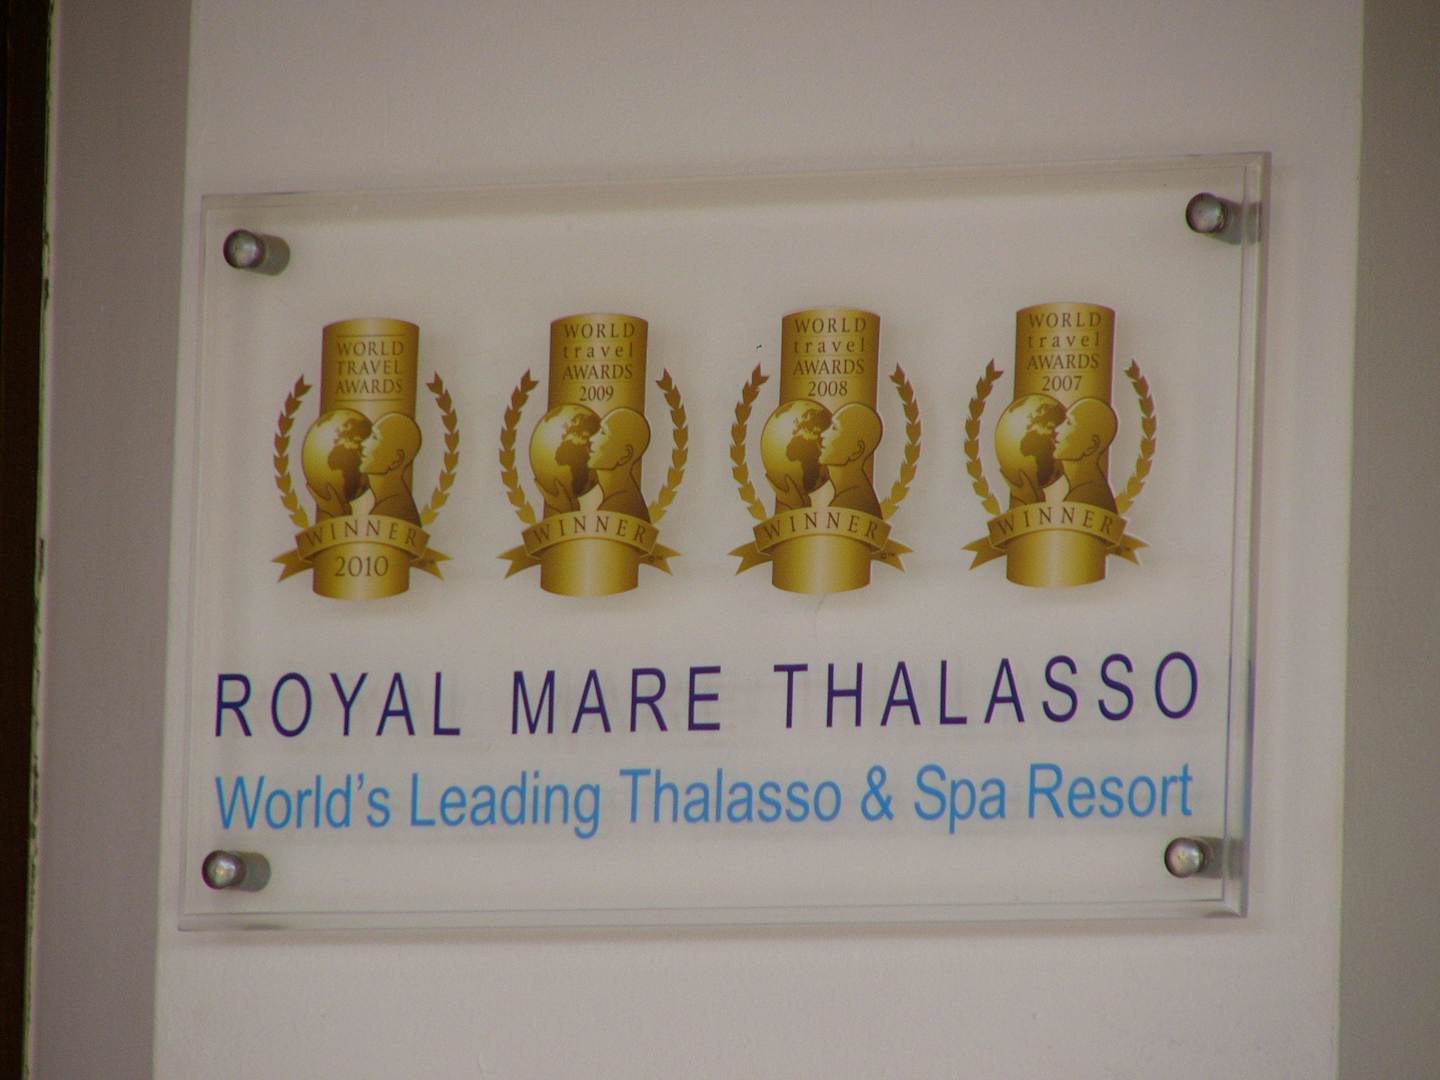 WORLD
TRAVEL
AWARDS
WINNER
2010
WORLD
travel
AWARDS
2009
WINNER
WORLD
travel
AWARDS
2008
WINNER
WORLD
travel
AWARDS
2007
WINNER
ROYAL MARE THALASSO
World's Leading Thalasso & Spa Resort